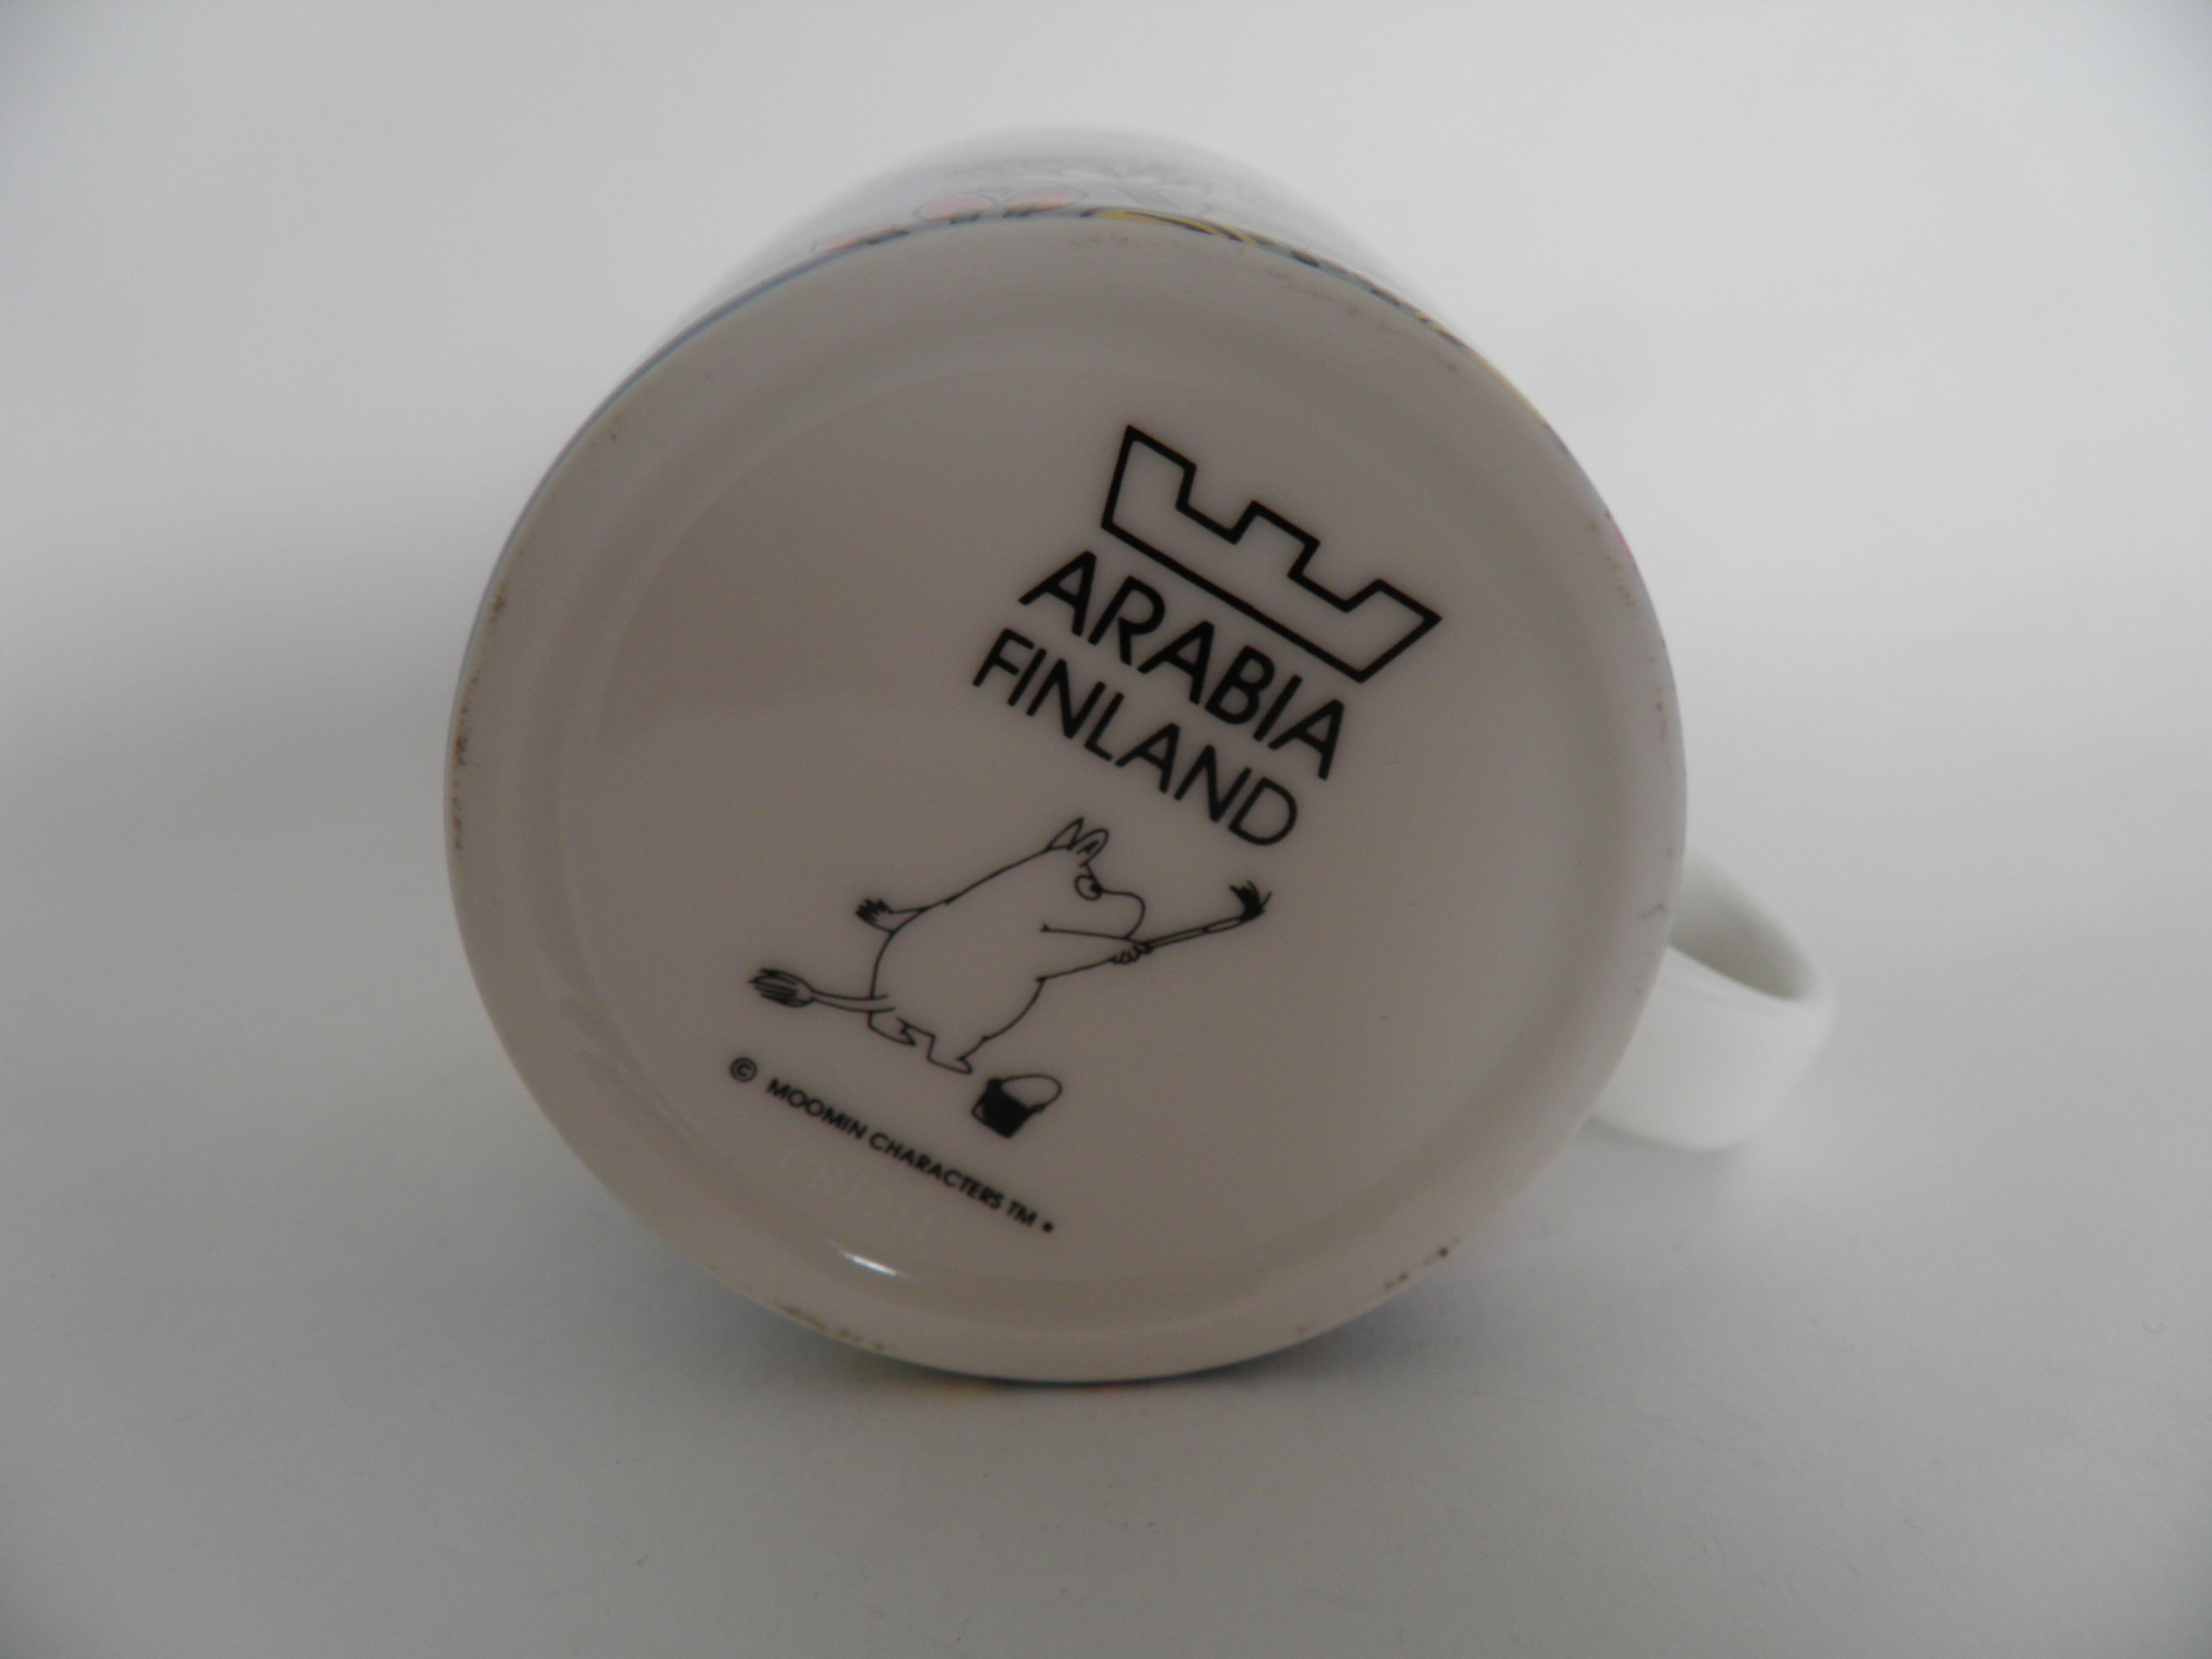 ARABIA
FINLAND
© MOOMIN CHARACTERS TM